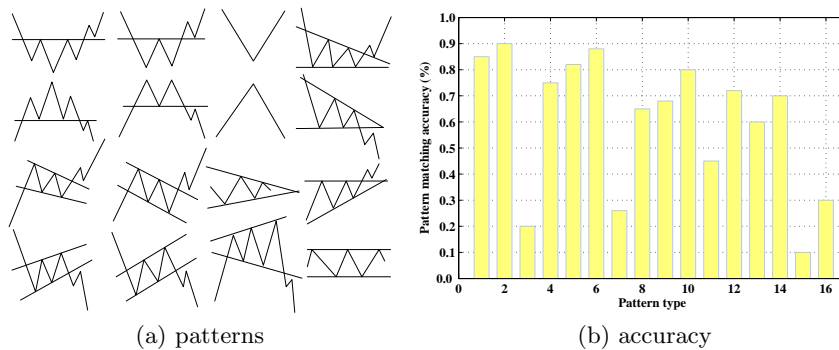 1.0
0.9
0.8
0.7
0.6
0.5
0.4
0.3
0.2
0.1
0.0
Pattern matching accuracy (%)
0 2 4 6 8 10 12 14 16
Pattern type
(a) patterns
(b) accuracy